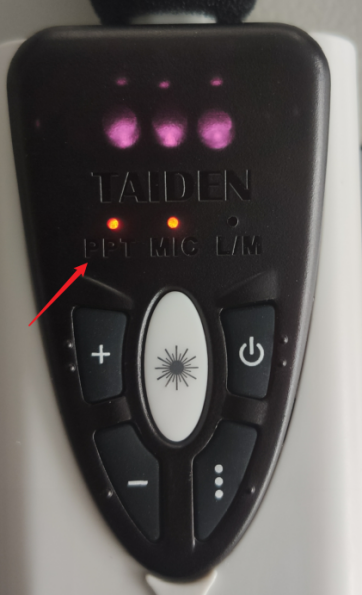 TAIDEN
PPT MIC L/M
+
−